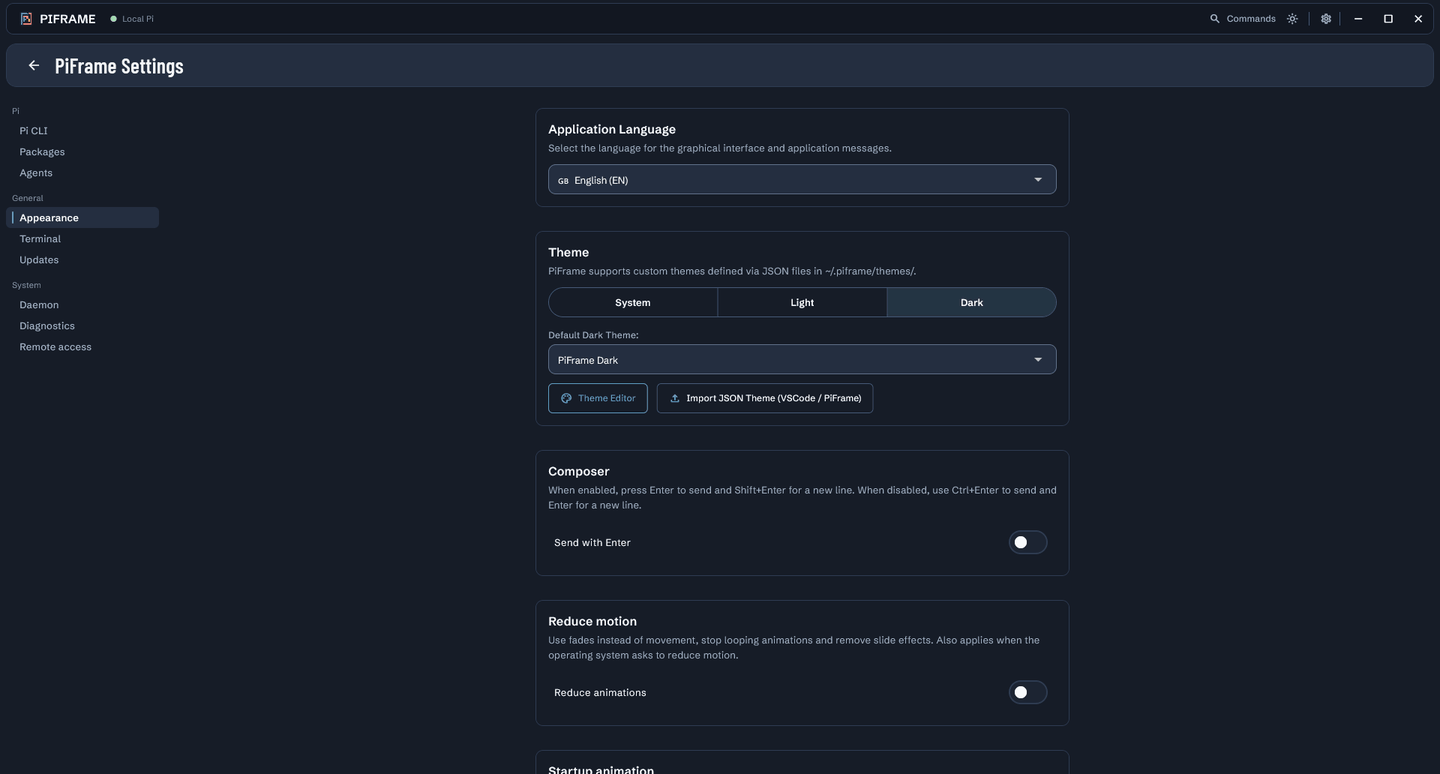 PIFRAME
Local Pi
Commands
PiFrame Settings
Pi
Pi CLI
Packages
Agents
General
Appearance
Terminal
Updates
System
Daemon
Diagnostics
Remote access
Application Language
Select the language for the graphical interface and application messages.
GB English (EN)
Theme
PiFrame supports custom themes defined via JSON files in ~/.piframe/themes/.
System
Light
Dark
Default Dark Theme:
PiFrame Dark
Theme Editor
Import JSON Theme (VSCode / PiFrame)
Composer
When enabled, press Enter to send and Shift+Enter for a new line. When disabled, use Ctrl+Enter to send and
Enter for a new line.
Send with Enter
Reduce motion
Use fades instead of movement, stop looping animations and remove slide effects. Also applies when the
operating system asks to reduce motion.
Reduce animations
Startup animation